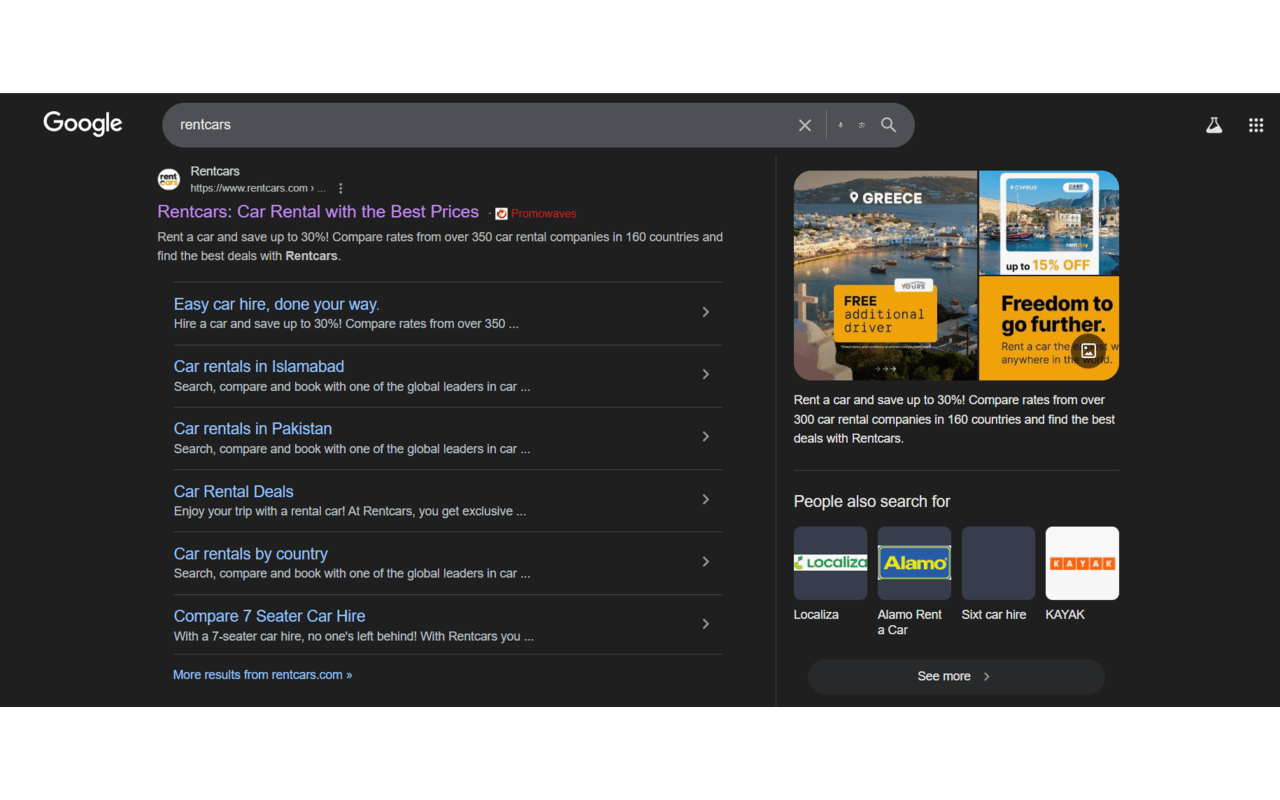 Google
rentcars
rent
cars
Rentcars
https://www.rentcars.com › ...
Rentcars: Car Rental with the Best Prices · Promowaves
Rent a car and save up to 30%! Compare rates from over 350 car rental companies in 160 countries and
find the best deals with Rentcars.
Easy car hire, done your way.
Hire a car and save up to 30%! Compare rates from over 350 ...
Car rentals in Islamabad
Search, compare and book with one of the global leaders in car ...
Car rentals in Pakistan
Search, compare and book with one of the global leaders in car ...
Car Rental Deals
Enjoy your trip with a rental car! At Rentcars, you get exclusive ...
Car rentals by country
Search, compare and book with one of the global leaders in car ...
Compare 7 Seater Car Hire
With a 7-seater car hire, no one's left behind! With Rentcars you ...
More results from rentcars.com »
GREECE
YOURS
FREE
additional
driver
CYPRUS
up to 15% OFF
Freedom to
go further.
Rent a car the
anywhere in the world.
Rent a car and save up to 30%! Compare rates from over
300 car rental companies in 160 countries and find the best
deals with Rentcars.
People also search for
Localiza
Alamo
KAYAK
Localiza
Alamo Rent
a Car
Sixt car hire
KAYAK
See more